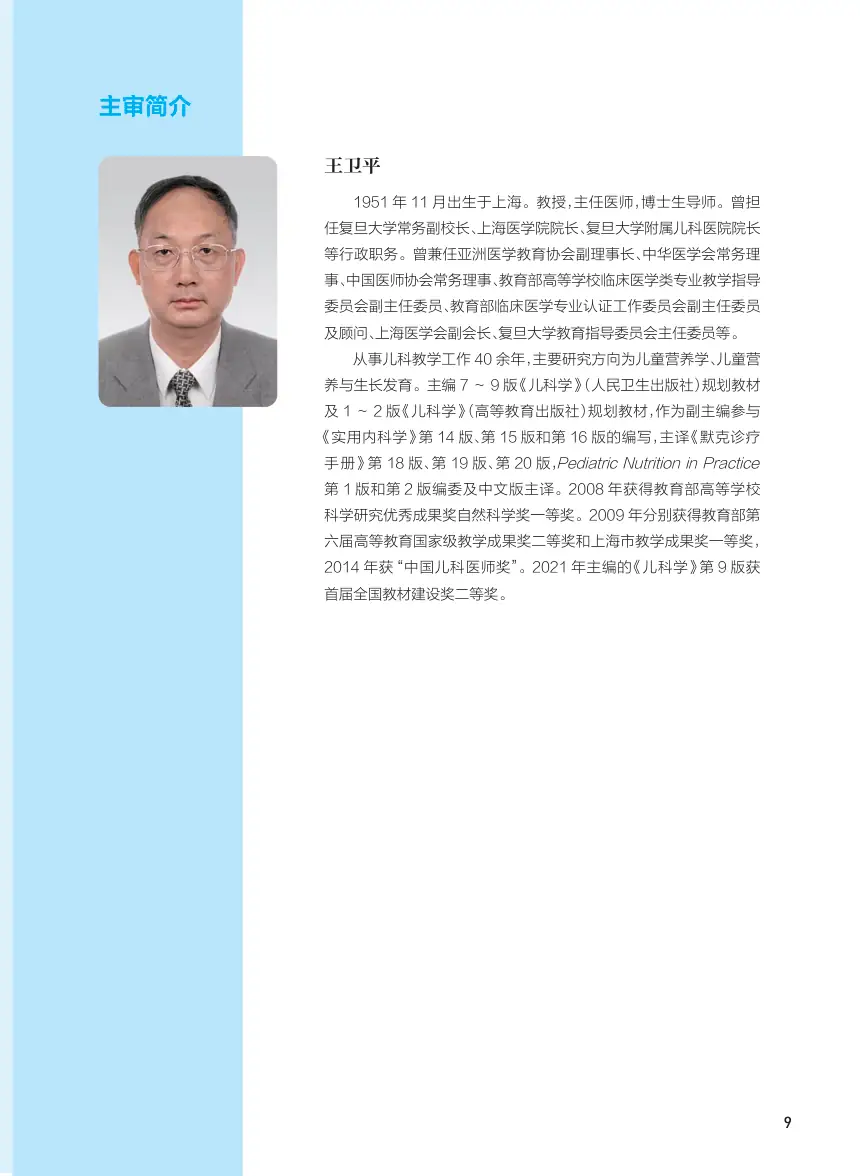 主审简介
王卫平
1951 年 11 月出生于上海。教授，主任医师，博士生导师。曾担
任复旦大学常务副校长、上海医学院院长、复旦大学附属儿科医院院长
等行政职务。曾兼任亚洲医学教育协会副理事长、中华医学会常务理
事、中国医师协会常务理事、教育部高等学校临床医学类专业教学指导
委员会副主任委员、教育部临床医学专业认证工作委员会副主任委员
及顾问、上海医学会副会长、复旦大学教育指导委员会主任委员等。
从事儿科教学工作 40 余年，主要研究方向为儿童营养学、儿童营
养与生长发育。主编 7 ~ 9 版《儿科学》（人民卫生出版社）规划教材
及 1 ~ 2 版《儿科学》（高等教育出版社）规划教材，作为副主编参与
《实用内科学》第 14 版、第 15 版和第 16 版的编写，主译《默克诊疗
手册》第 18 版、第 19 版、第 20 版，Pediatric Nutrition in Practice
第 1 版和第 2 版编委及中文版主译。2008 年获得教育部高等学校
科学研究优秀成果奖自然科学奖一等奖。2009 年分别获得教育部第
六届高等教育国家级教学成果奖二等奖和上海市教学成果奖一等奖，
2014 年获“中国儿科医师奖”。2021 年主编的《儿科学》第 9 版获
首届全国教材建设奖二等奖。
9